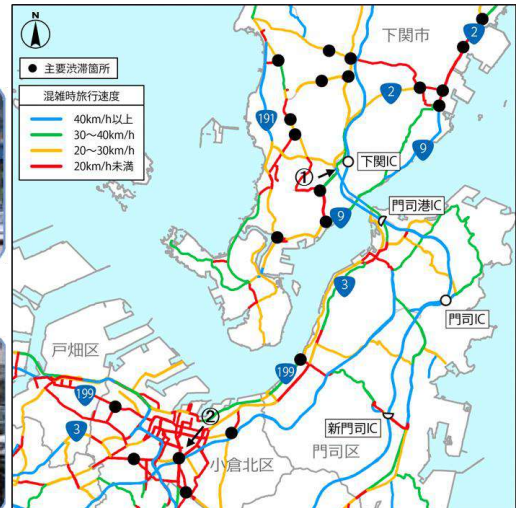 N
● 主要渋滞箇所
混雑時旅行速度
40km/h以上
30～40km/h
20～30km/h
20km/h未満
下関市
2
191
2
9
下関IC
①
門司港IC
9
3
門司IC
戸畑区
199
199
新門司IC
②
3
小倉北区
門司区